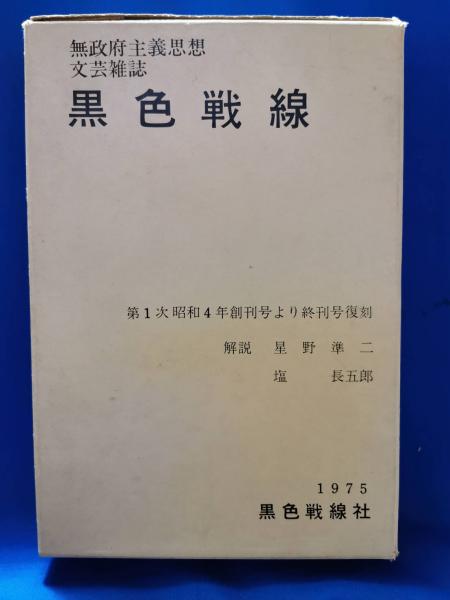 無政府主義思想
文芸雑誌
黒色戦線
第1次昭和4年創刊号より終刊号復刻
解説 星野準二
塩 長五郎
1975
黒色戦線社